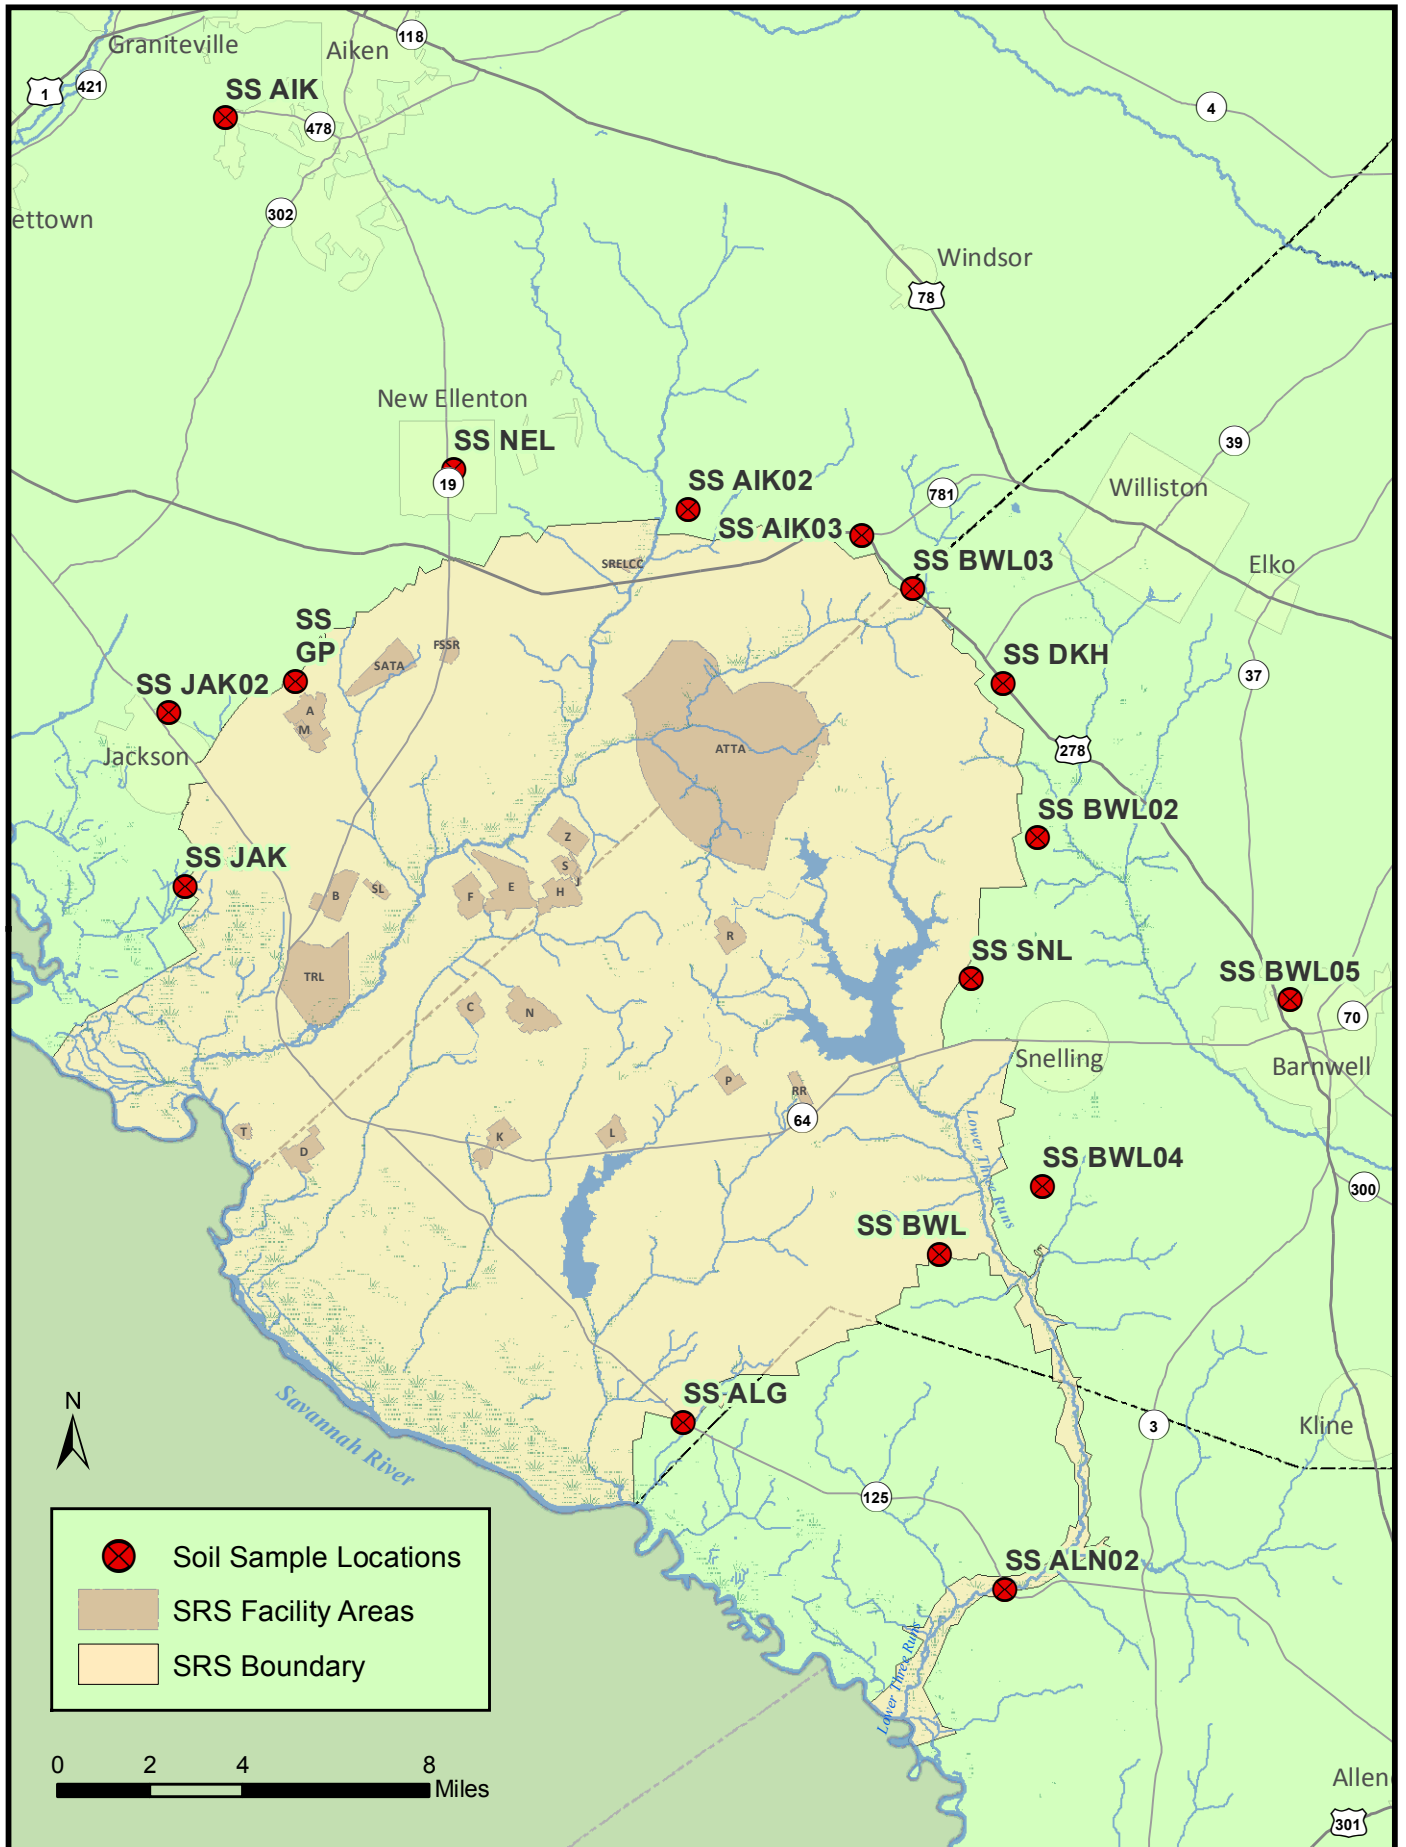 Graniteville
Aiken
118
1
421
SS AIK
478
4
302
ettown
Windsor
78
New Ellenton
SS NEL
19
39
Williston
SS AIK02
781
SS AIK03
SS BWL03
Elko
SRELCC
SS
GP
FSSR
SATA
SS DKH
37
SS JAK02
A
M
Jackson
ATTA
278
SS BWL02
Z
S
J
SS JAK
SL
B
F
E
H
R
SS SNL
SS BWL05
TRL
C
N
70
Snelling
Barnwell
P
RR
64
T
D
K
L
Lower Three Runs
SS BWL04
300
SS BWL
SS ALG
N
Savannah River
3
Kline
125
SS ALN02
Lower Three Runs
Soil Sample Locations
SRS Facility Areas
SRS Boundary
0 2 4 8
Miles
Allen
301